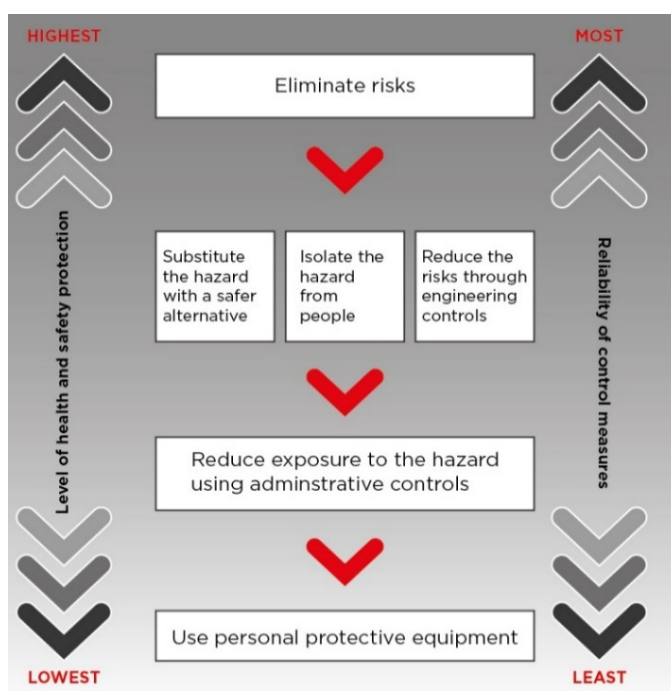 HIGHEST
MOST
Eliminate risks
Substitute
the hazard
with a safer
alternative
Isolate the
hazard
from
people
Reduce the
risks through
engineering
controls
Level of health and safety protection
Reliability of control measures
Reduce exposure to the hazard
using adminstrative controls
Use personal protective equipment
LOWEST
LEAST